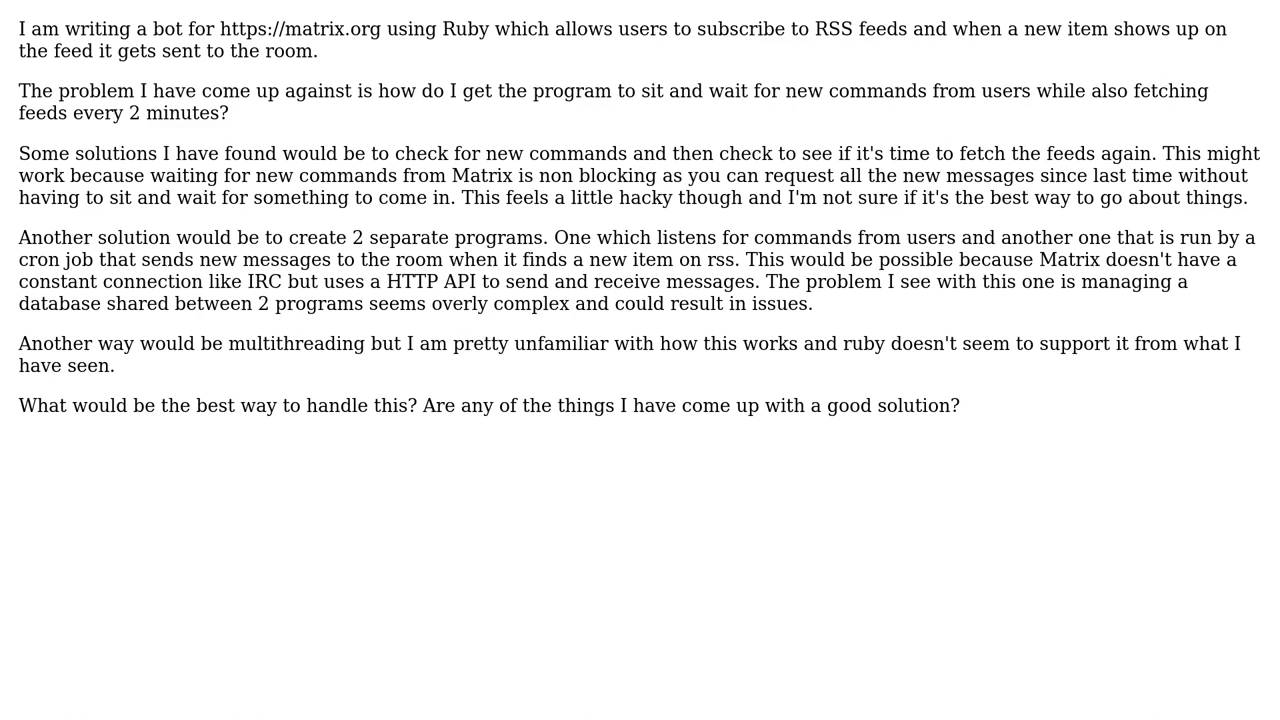 I am writing a bot for https://matrix.org using Ruby which allows users to subscribe to RSS feeds and when a new item shows up on
the feed it gets sent to the room.
The problem I have come up against is how do I get the program to sit and wait for new commands from users while also fetching
feeds every 2 minutes?
Some solutions I have found would be to check for new commands and then check to see if it's time to fetch the feeds again. This might
work because waiting for new commands from Matrix is non blocking as you can request all the new messages since last time without
having to sit and wait for something to come in. This feels a little hacky though and I'm not sure if it's the best way to go about things.
Another solution would be to create 2 separate programs. One which listens for commands from users and another one that is run by a
cron job that sends new messages to the room when it finds a new item on rss. This would be possible because Matrix doesn't have a
constant connection like IRC but uses a HTTP API to send and receive messages. The problem I see with this one is managing a
database shared between 2 programs seems overly complex and could result in issues.
Another way would be multithreading but I am pretty unfamiliar with how this works and ruby doesn't seem to support it from what I
have seen.
What would be the best way to handle this? Are any of the things I have come up with a good solution?